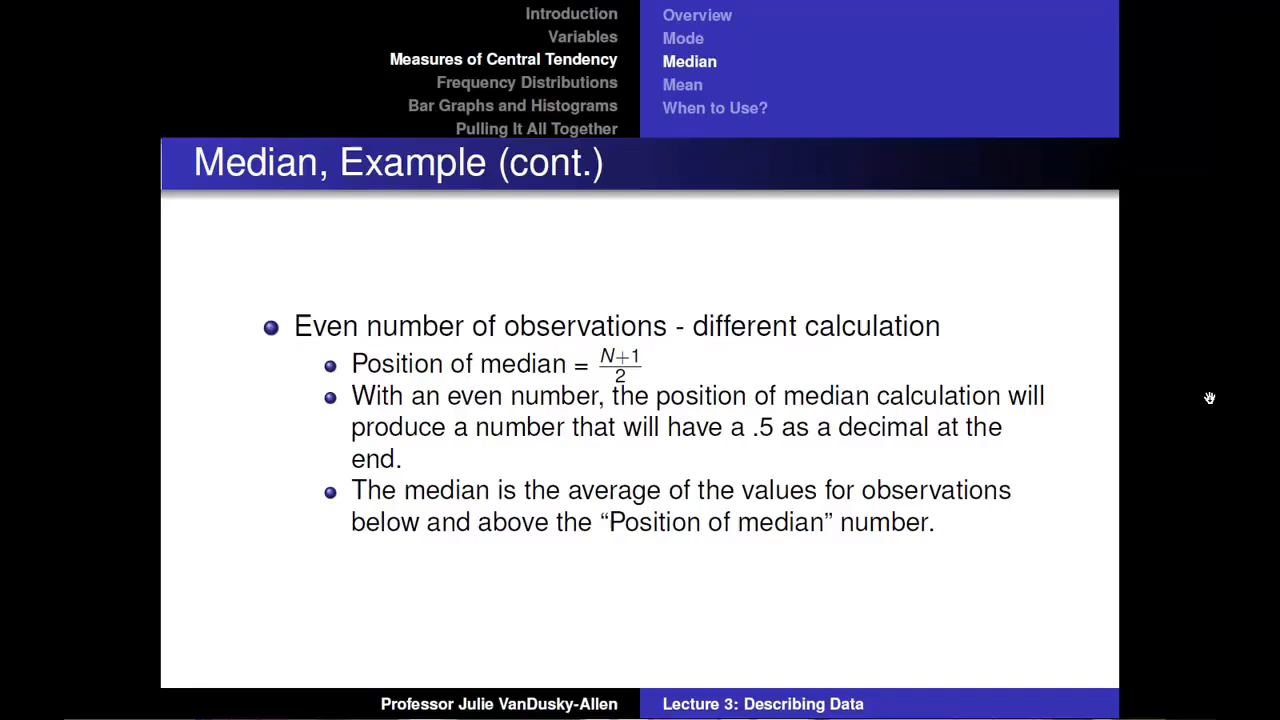 Introduction
Variables
Measures of Central Tendency
Frequency Distributions
Bar Graphs and Histograms
Pulling It All Together
Overview
Mode
Median
Mean
When to Use?
Median, Example (cont.)
Even number of observations - different calculation
Position of median = N+1/2
With an even number, the position of median calculation will
produce a number that will have a .5 as a decimal at the
end.
The median is the average of the values for observations
below and above the “Position of median” number.
Professor Julie VanDusky-Allen
Lecture 3: Describing Data